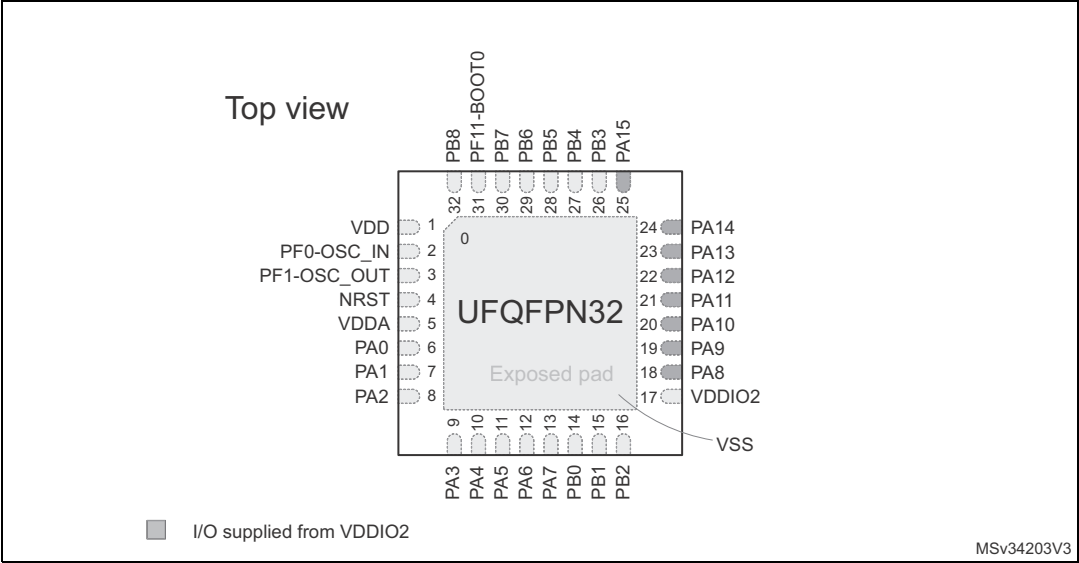 Top view
PB8
PF11-BOOT0
PB7
PB6
PB5
PB4
PB3
PA15
32
31
30
29
28
27
26
25
VDD 1
PF0-OSC_IN 2
PF1-OSC_OUT 3
NRST 4
VDDA 5
PA0 6
PA1 7
PA2 8
0
UFQFPN32
Exposed pad
24 PA14
23 PA13
22 PA12
21 PA11
20 PA10
19 PA9
18 PA8
17 VDDIO2
9
10
11
12
13
14
15
16
VSS
PA3
PA4
PA5
PA6
PA7
PB0
PB1
PB2
I/O supplied from VDDIO2
MSv34203V3